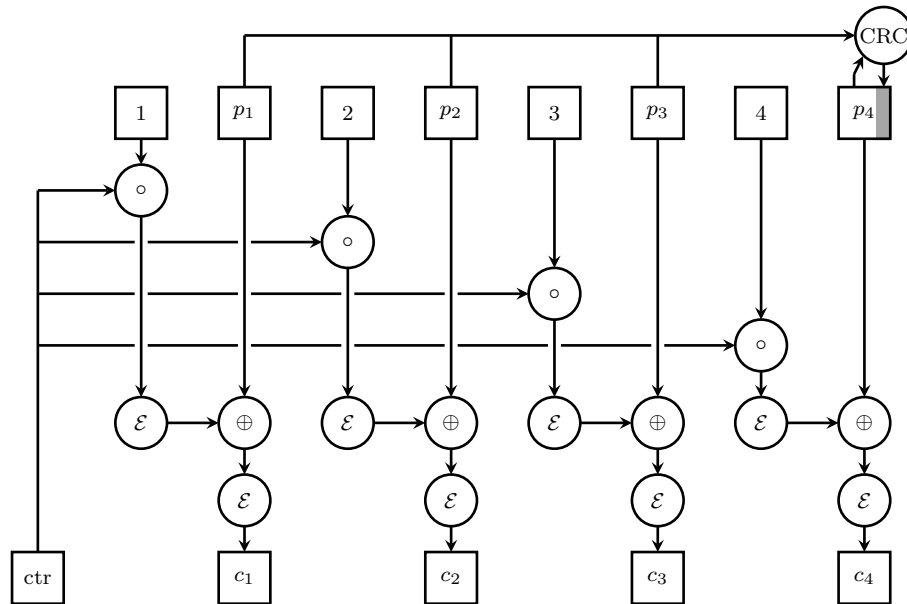 CRC
1 p₁ 2 p₂ 3 p₃ 4 p₄
∘
∘
∘
∘
ℰ ⊕ ℰ ⊕ ℰ ⊕ ℰ ⊕
ℰ ℰ ℰ ℰ
ctr c₁ c₂ c₃ c₄